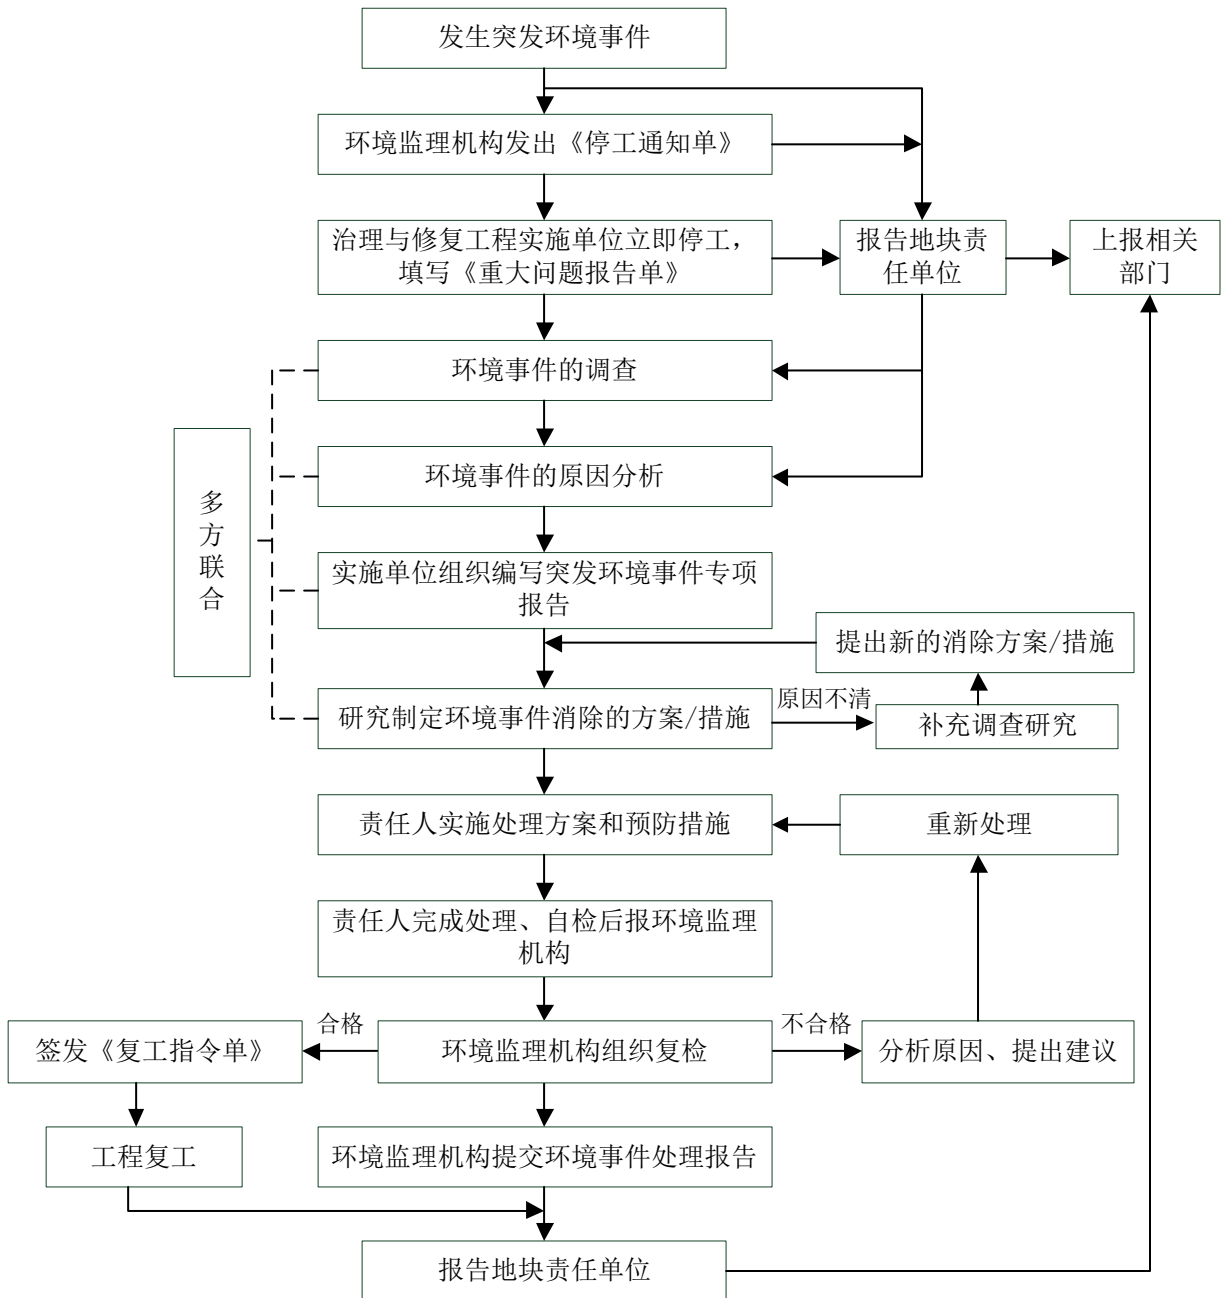 发生突发环境事件
环境监理机构发出《停工通知单》
治理与修复工程实施单位立即停工，
填写《重大问题报告单》
报告地块责
任单位
上报相关
部门
环境事件的调查
环境事件的原因分析
多
方
联
合
实施单位组织编写突发环境事件专项
报告
提出新的消除方案/措施
研究制定环境事件消除的方案/措施
原因不清
补充调查研究
责任人实施处理方案和预防措施
重新处理
责任人完成处理、自检后报环境监理
机构
签发《复工指令单》
合格
环境监理机构组织复检
不合格
分析原因、提出建议
工程复工
环境监理机构提交环境事件处理报告
报告地块责任单位